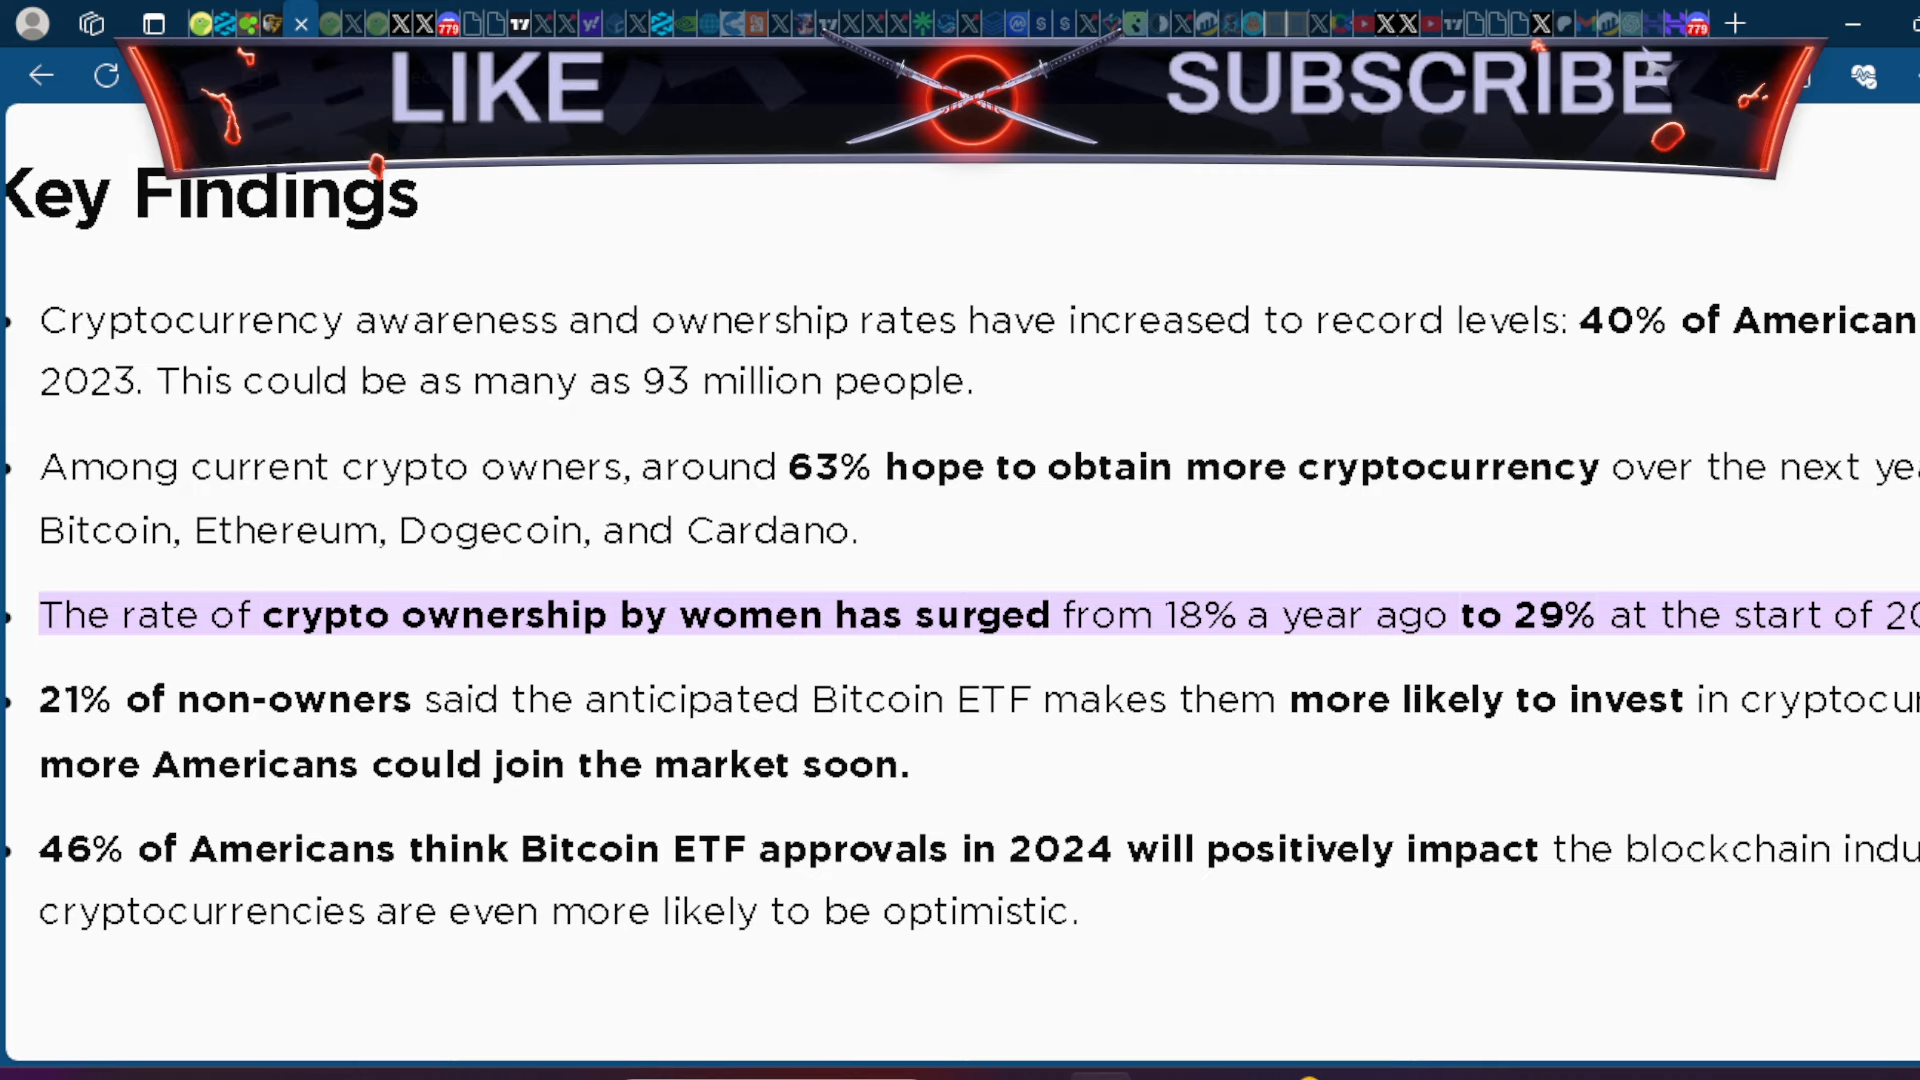 LIKE
SUBSCRIBE
Key Findings
Cryptocurrency awareness and ownership rates have increased to record levels: 40% of American
2023. This could be as many as 93 million people.
Among current crypto owners, around 63% hope to obtain more cryptocurrency over the next
Bitcoin, Ethereum, Dogecoin, and Cardano.
The rate of crypto ownership by women has surged from 18% a year ago to 29% at the start of
21% of non-owners said the anticipated Bitcoin ETF makes them more likely to invest in
more Americans could join the market soon.
46% of Americans think Bitcoin ETF approvals in 2024 will positively impact the blockchain
cryptocurrencies are even more likely to be optimistic.